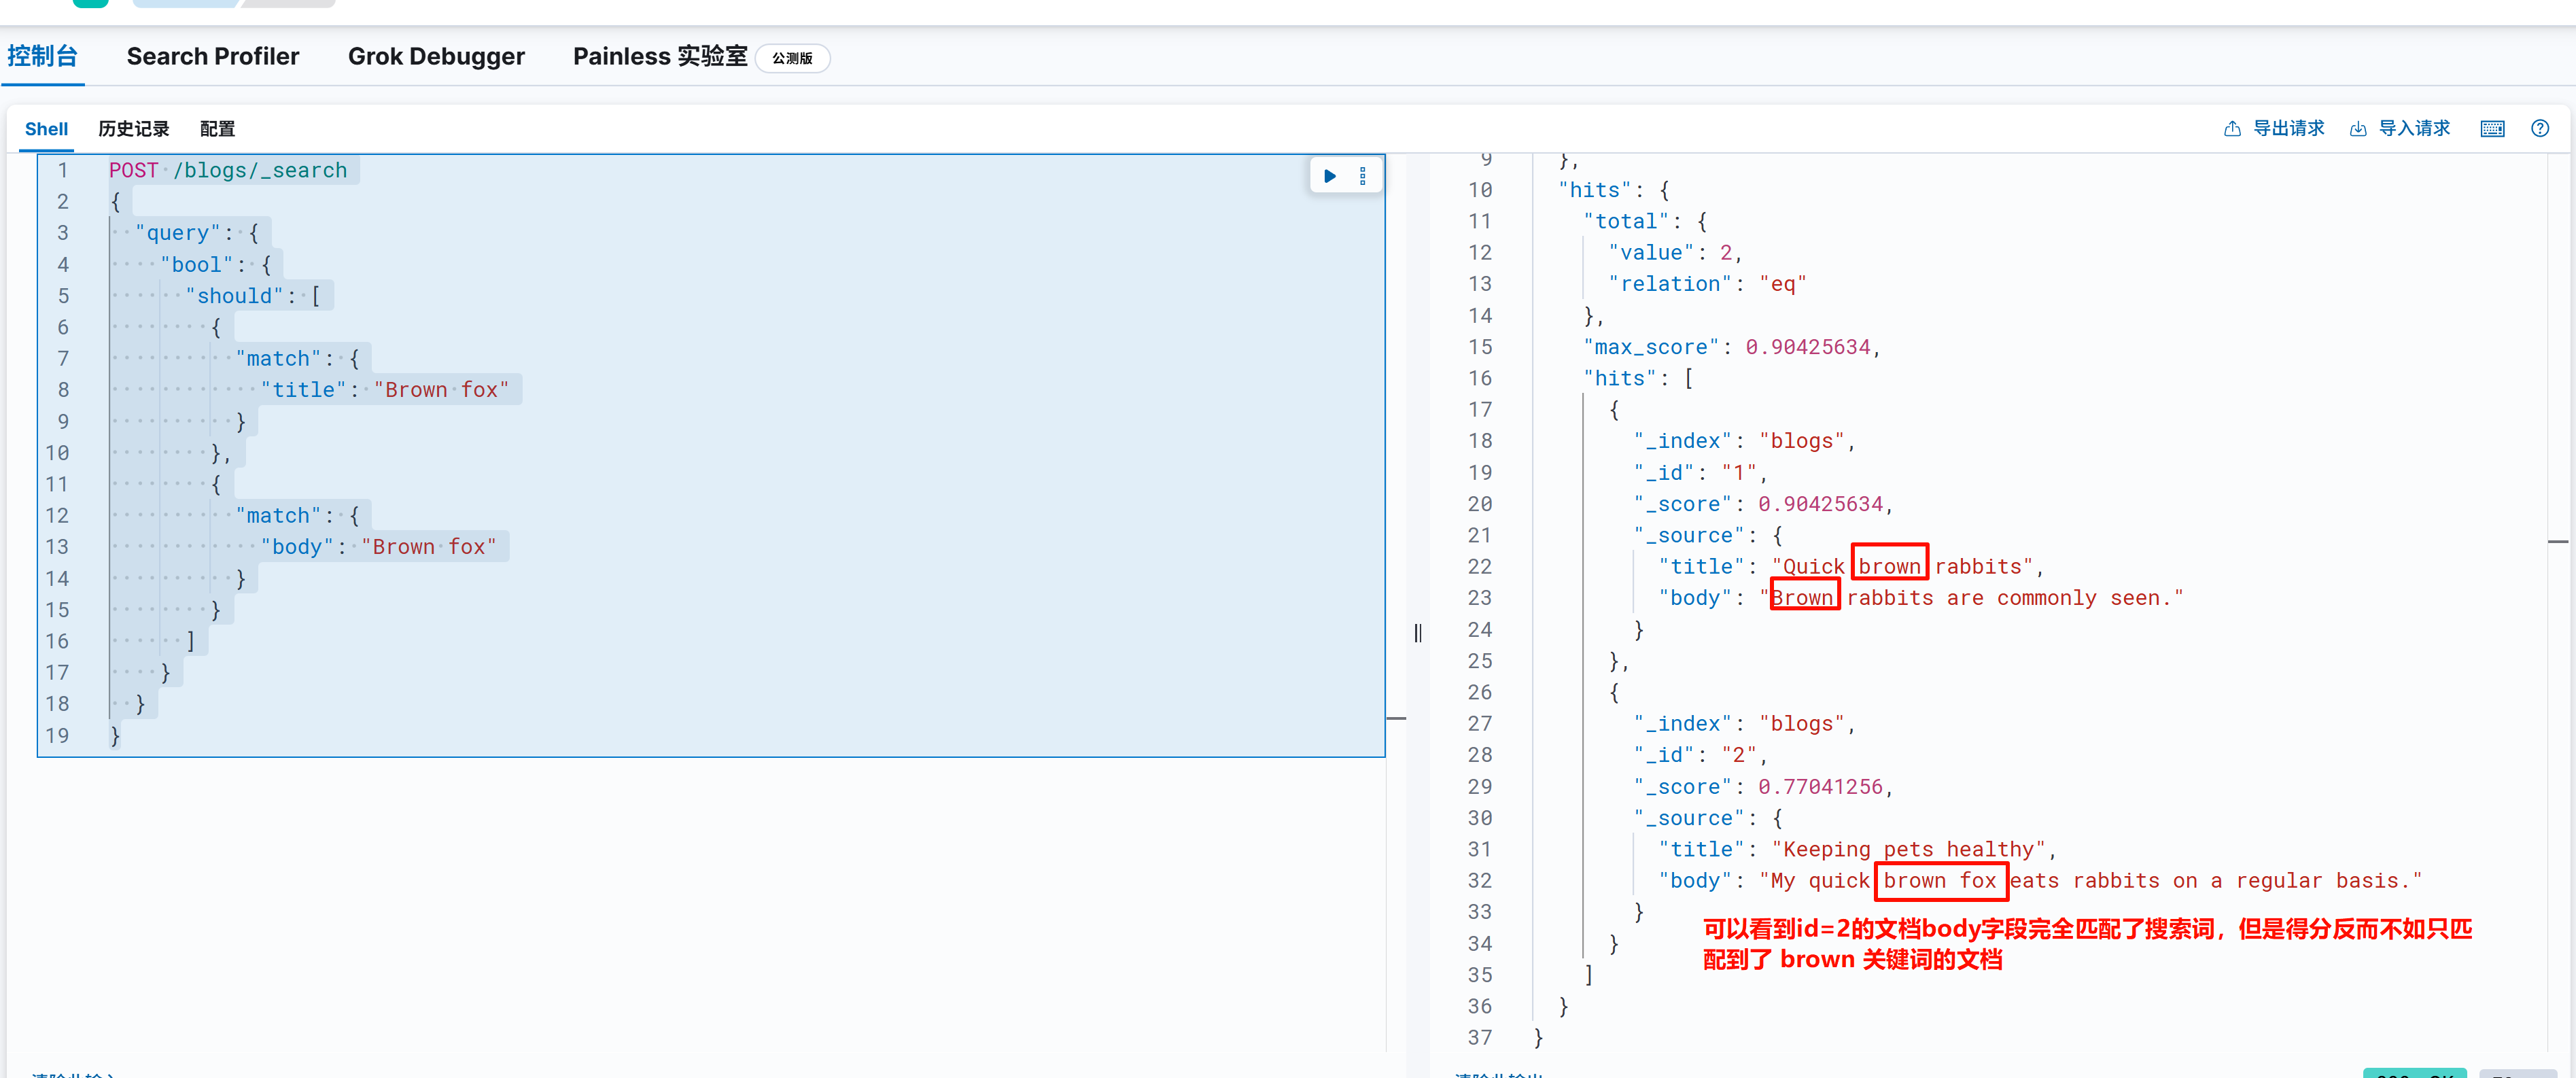 控制台 Search Profiler Grok Debugger Painless 实验室 公测版
Shell 历史记录 配置 导出请求 导入请求
1 POST /blogs/_search
2 {
3 "query": {
4 "bool": {
5 "should": [
6 {
7 "match": {
8 "title": "Brown fox"
9 }
10 },
11 {
12 "match": {
13 "body": "Brown fox"
14 }
15 }
16 ]
17 }
18 }
19 }
9 },
10 "hits": {
11 "total": {
12 "value": 2,
13 "relation": "eq"
14 },
15 "max_score": 0.90425634,
16 "hits": [
17 {
18 "_index": "blogs",
19 "_id": "1",
20 "_score": 0.90425634,
21 "_source": {
22 "title": "Quick brown rabbits",
23 "body": "Brown rabbits are commonly seen."
24 }
25 },
26 {
27 "_index": "blogs",
28 "_id": "2",
29 "_score": 0.77041256,
30 "_source": {
31 "title": "Keeping pets healthy",
32 "body": "My quick brown fox eats rabbits on a regular basis."
33 }
34 }
35 ]
36 }
37 }
可以看到id=2的文档body字段完全匹配了搜索词，但是得分反而不如只匹
配到了 brown 关键词的文档